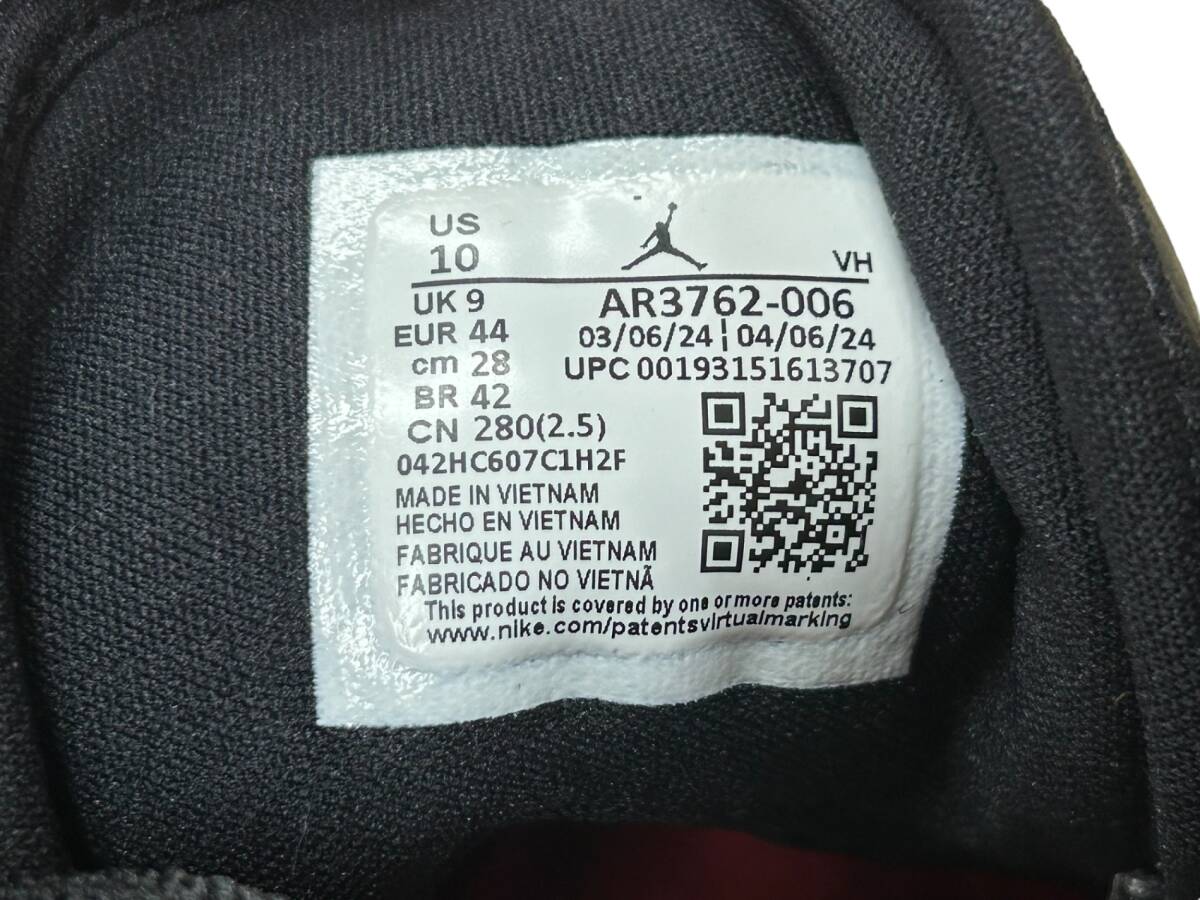 US
10
VH
UK 9
AR3762-006
EUR 44
03/06/24 ¦ 04/06/24
cm 28
UPC 00193151613707
BR 42
CN 280(2.5)
042HC607C1H2F
MADE IN VIETNAM
HECHO EN VIETNAM
FABRIQUE AU VIETNAM
FABRICADO NO VIETNÃ
This product is covered by one or more patents:
www.nike.com/patentsvirtualmarking